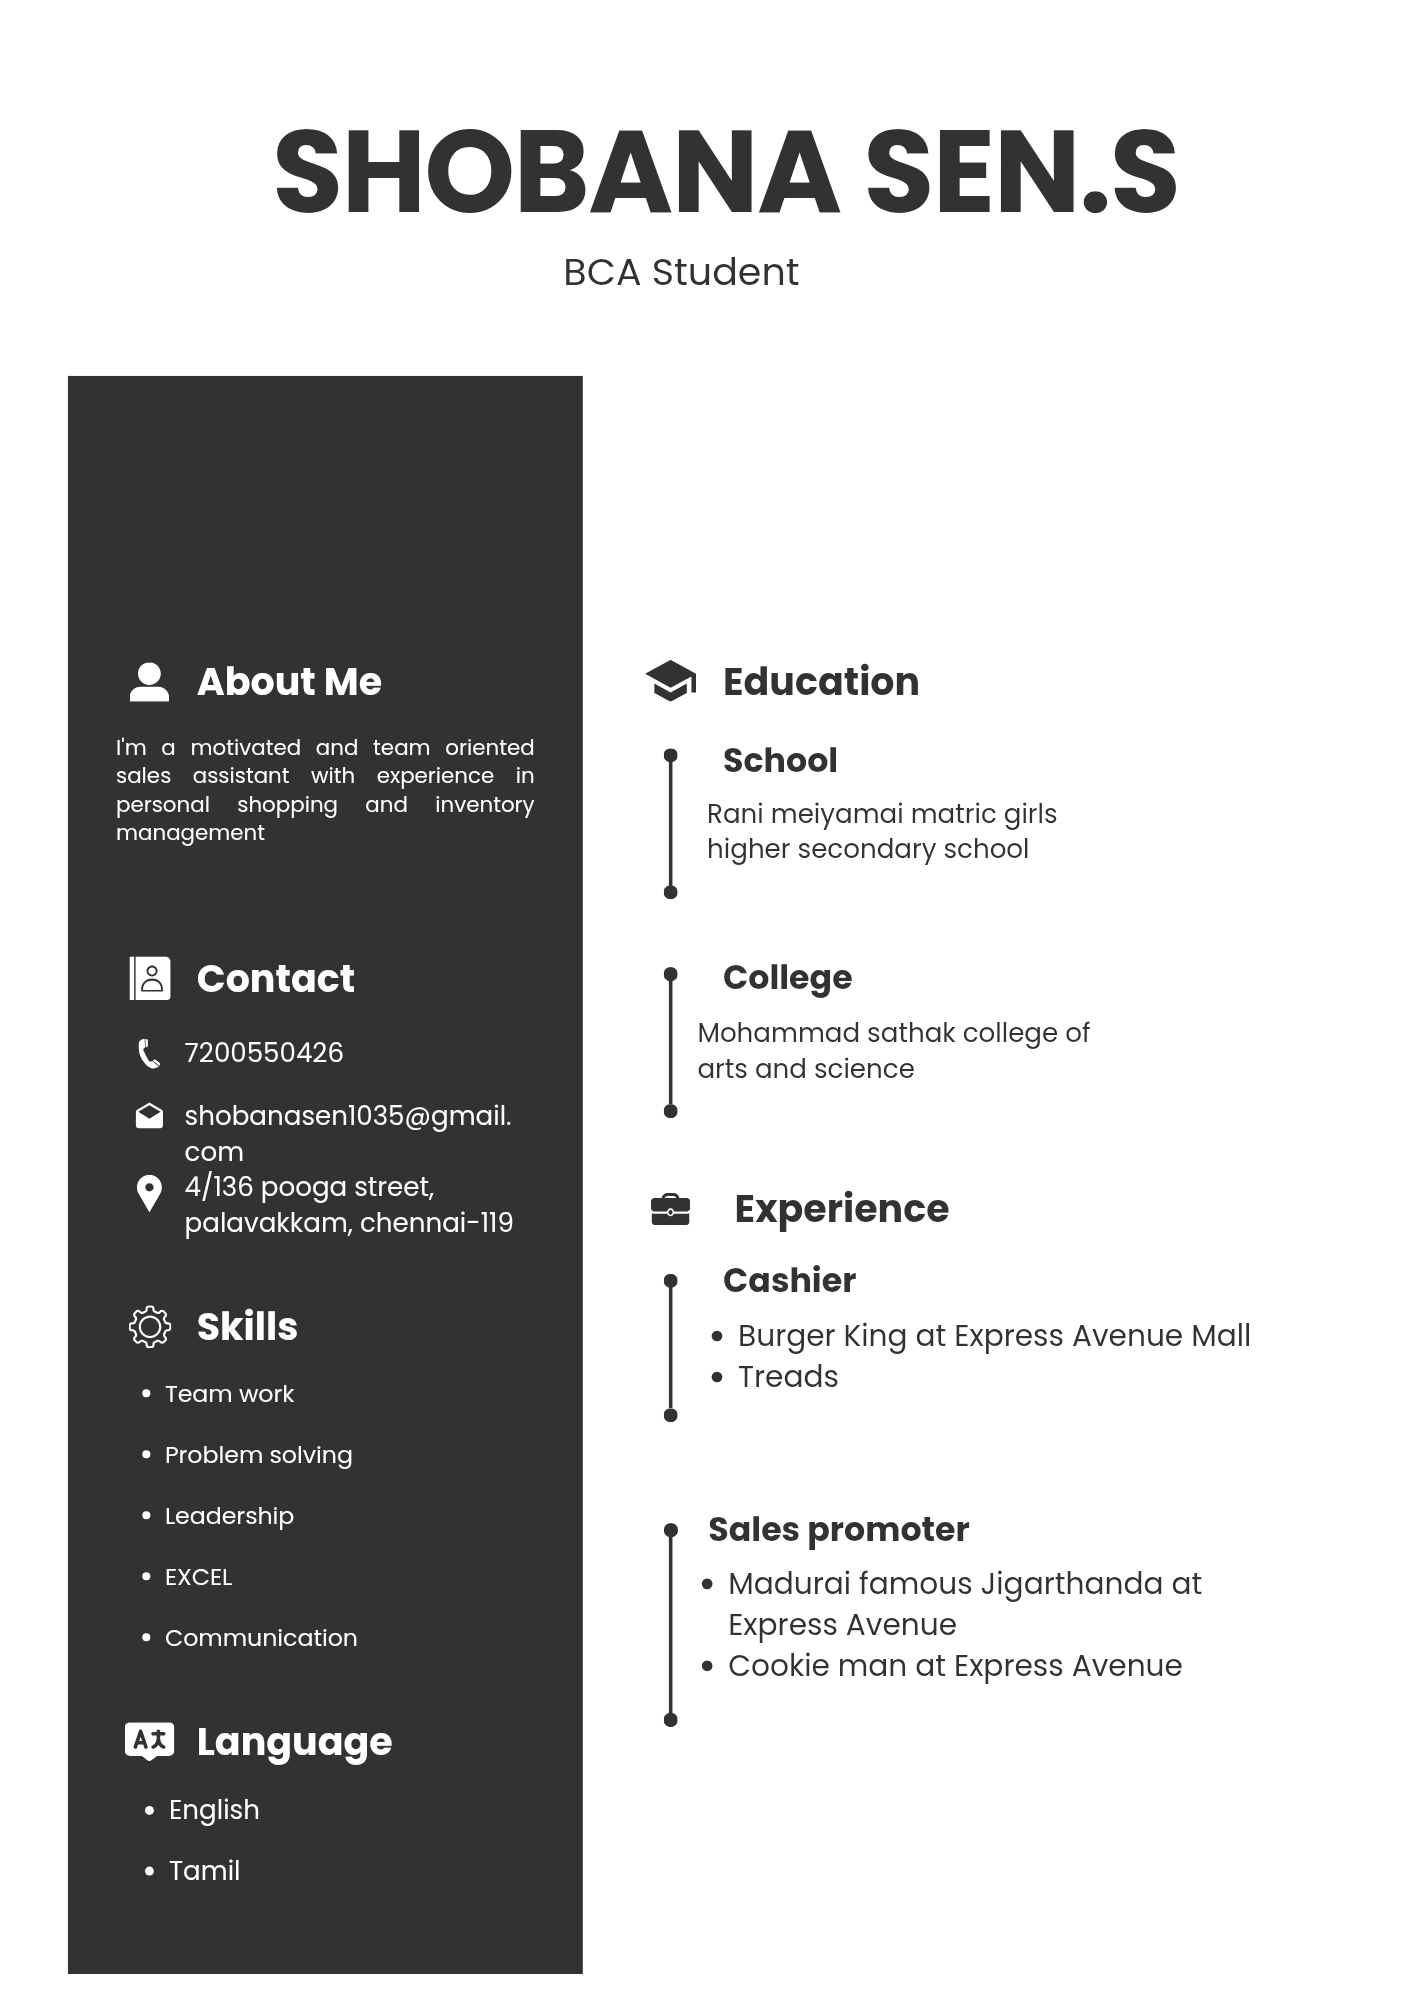 SHOBANA SEN.S
BCA Student
About Me
I'm a motivated and team oriented
sales assistant with experience in
personal shopping and inventory
management
Contact
7200550426
shobanasen1035@gmail.
com
4/136 pooga street,
palavakkam, chennai-119
Skills
• Team work
• Problem solving
• Leadership
• EXCEL
• Communication
Language
• English
• Tamil
Education
School
Rani meiyamai matric girls
higher secondary school
College
Mohammad sathak college of
arts and science
Experience
Cashier
• Burger King at Express Avenue Mall
• Treads
Sales promoter
• Madurai famous Jigarthanda at
Express Avenue
• Cookie man at Express Avenue